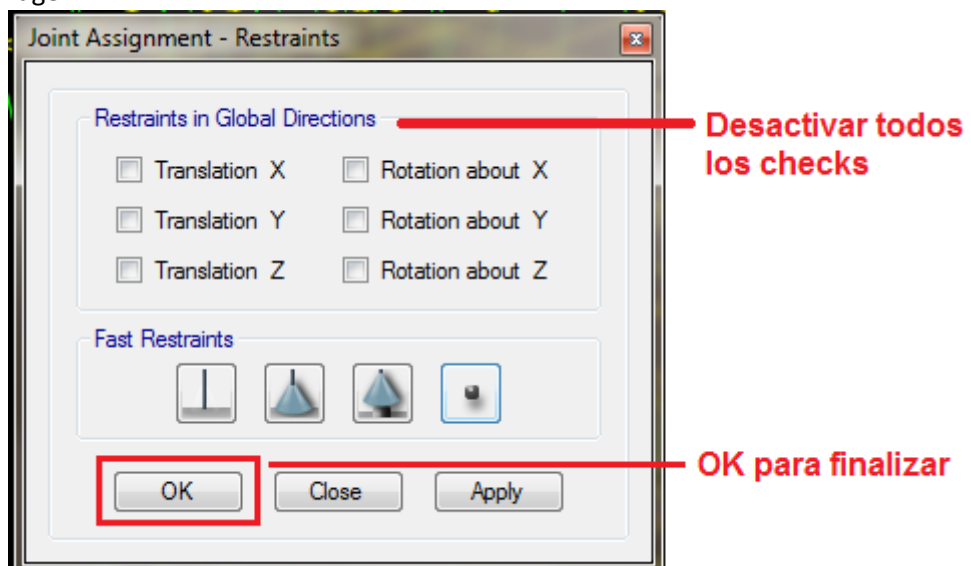 Joint Assignment - Restraints
Restraints in Global Directions
Desactivar todos
los checks
Translation X
Rotation about X
Translation Y
Rotation about Y
Translation Z
Rotation about Z
Fast Restraints
OK
Close
Apply
OK para finalizar